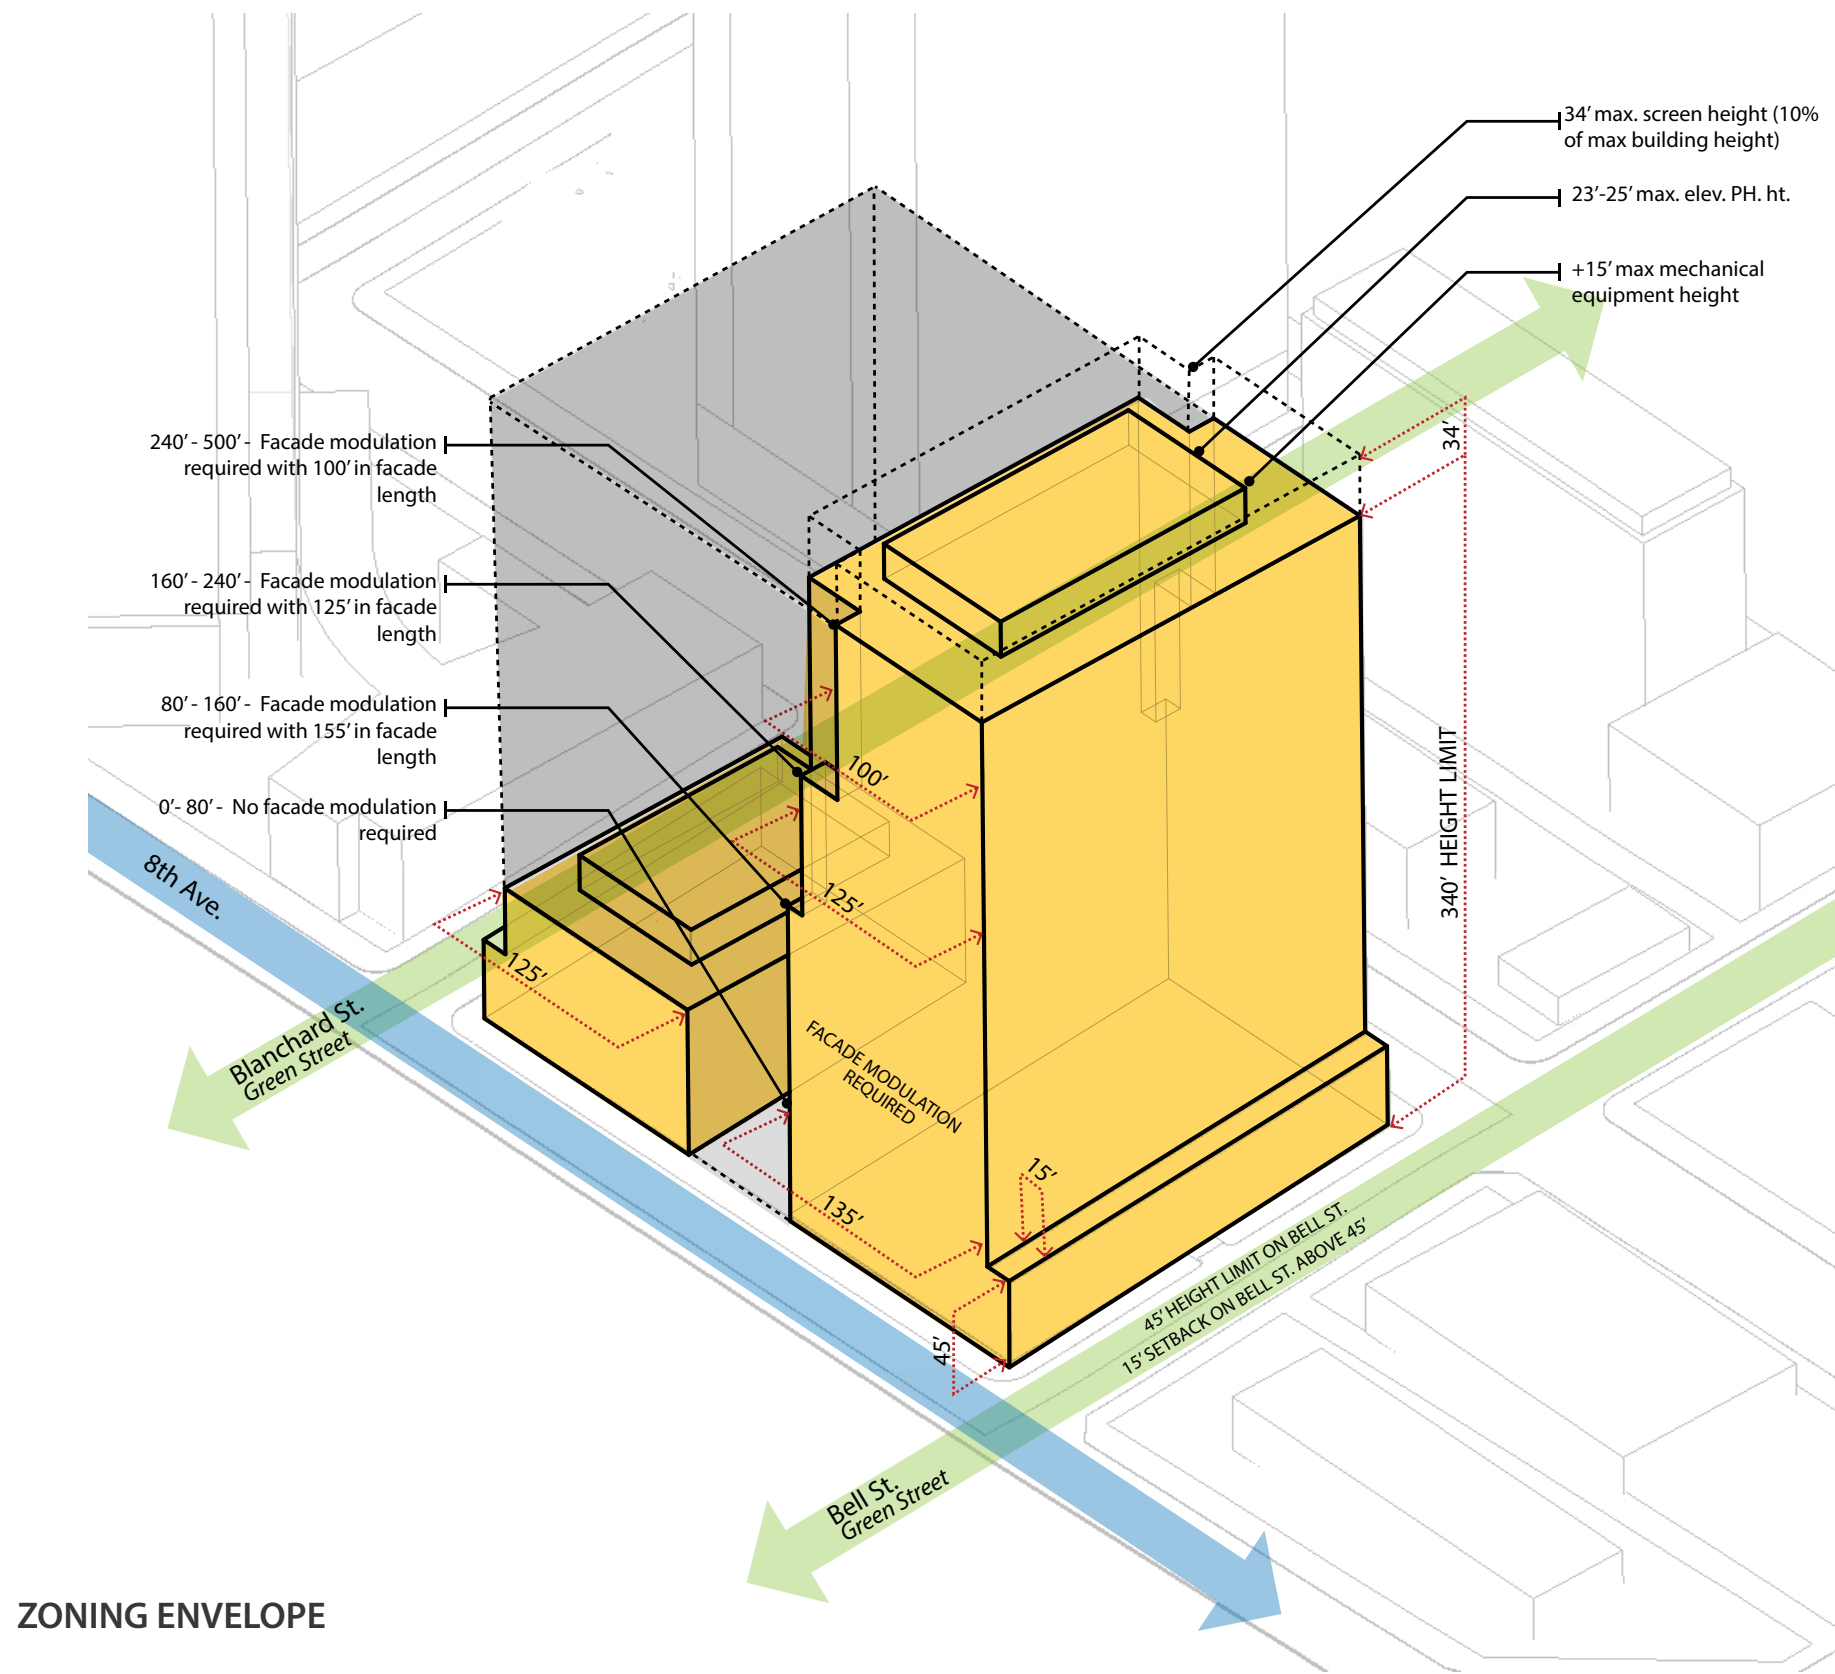 34' max. screen height (10%
of max building height)
23'-25' max. elev. PH. ht.
+15' max mechanical
equipment height
240' - 500' - Facade modulation
required with 100' in facade
length
160' - 240' - Facade modulation
required with 125' in facade
length
80' - 160' - Facade modulation
required with 155' in facade
length
0' - 80' - No facade modulation
required
34'
340' HEIGHT LIMIT
100'
125'
125'
8th Ave.
Blanchard St.
Green Street
FACADE MODULATION
REQUIRED
15'
135'
45'
45' HEIGHT LIMIT ON BELL ST.
15' SETBACK ON BELL ST. ABOVE 45'
Bell St.
Green Street
ZONING ENVELOPE